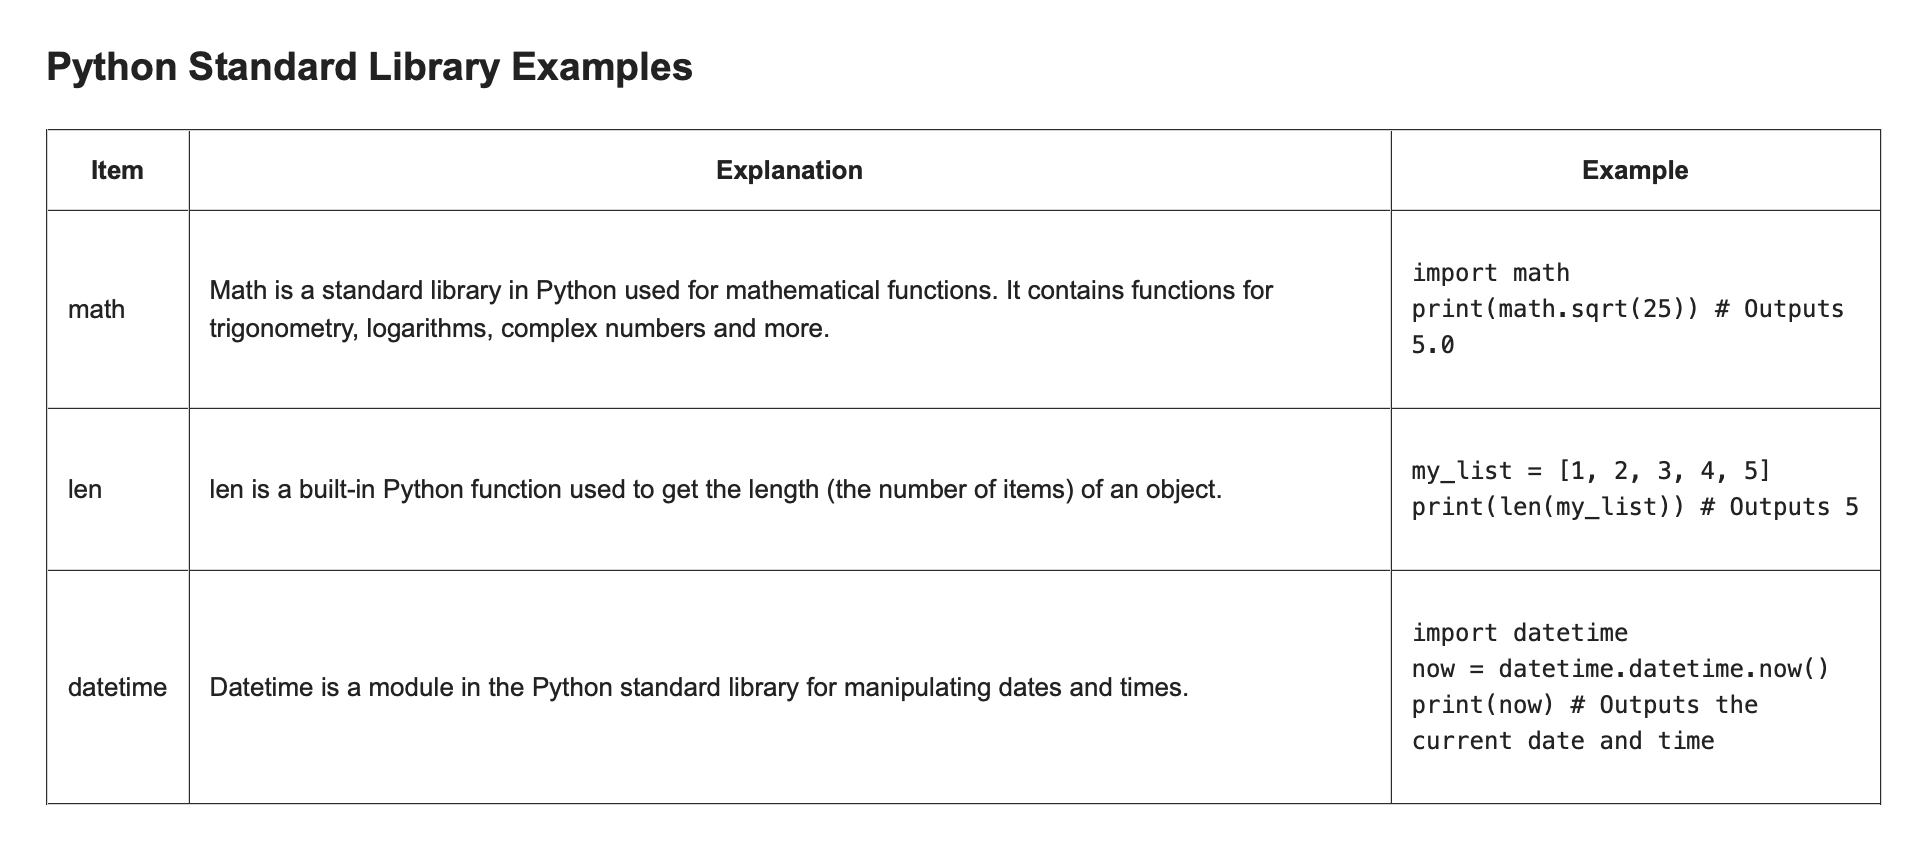 Python Standard Library Examples
Item Explanation Example
math
Math is a standard library in Python used for mathematical functions. It contains functions for
trigonometry, logarithms, complex numbers and more.
import math
print(math.sqrt(25)) # Outputs
5.0
len
len is a built-in Python function used to get the length (the number of items) of an object.
my_list = [1, 2, 3, 4, 5]
print(len(my_list)) # Outputs 5
datetime
Datetime is a module in the Python standard library for manipulating dates and times.
import datetime
now = datetime.datetime.now()
print(now) # Outputs the
current date and time